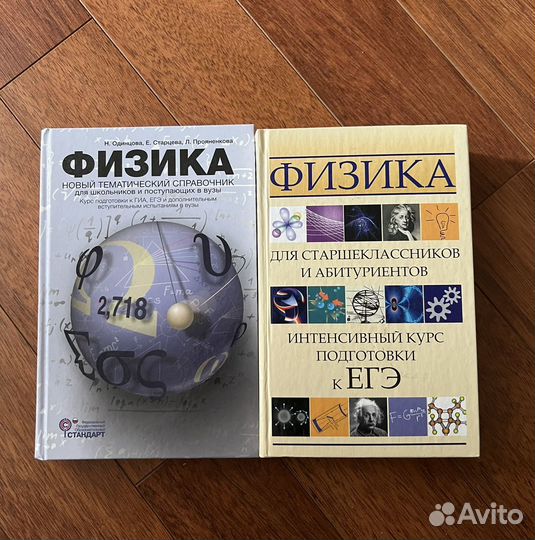 Н. Одинцова, Е. Старцева, Л. Прояненкова
ФИЗИКА
НОВЫЙ ТЕМАТИЧЕСКИЙ СПРАВОЧНИК
для школьников и поступающих в вузы
Курс подготовки к ГИА, ЕГЭ и дополнительным
вступительным испытаниям в вузы
φ
υ
2,718
Σσς
СТАНДАРТ
ФИЗИКА
ДЛЯ СТАРШЕКЛАССНИКОВ
И АБИТУРИЕНТОВ
ИНТЕНСИВНЫЙ КУРС
ПОДГОТОВКИ
К ЕГЭ
Avito